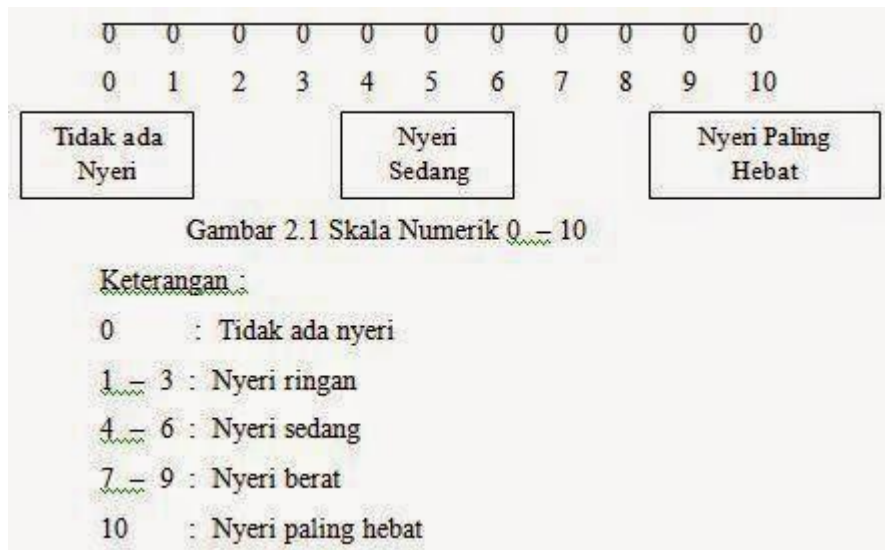 0 0 0 0 0 0 0 0 0 0 0
0 1 2 3 4 5 6 7 8 9 10
Tidak ada
Nyeri
Nyeri
Sedang
Nyeri Paling
Hebat
Gambar 2.1 Skala Numerik 0 – 10
Keterangan :
0 : Tidak ada nyeri
1 – 3 : Nyeri ringan
4 – 6 : Nyeri sedang
7 – 9 : Nyeri berat
10 : Nyeri paling hebat